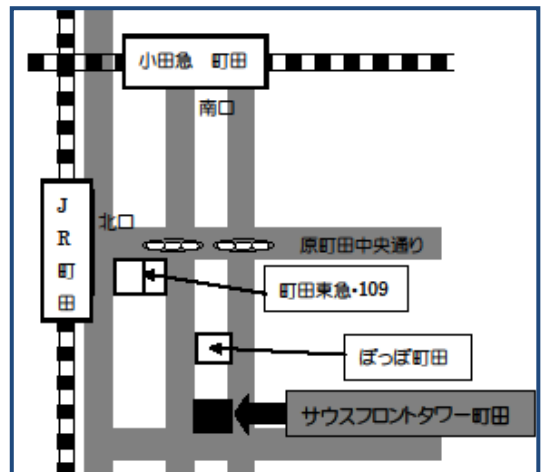 小田急 町田
南口
JR町田
北口
原町田中央通り
町田東急・109
ぽっぽ町田
サウスフロントタワー町田